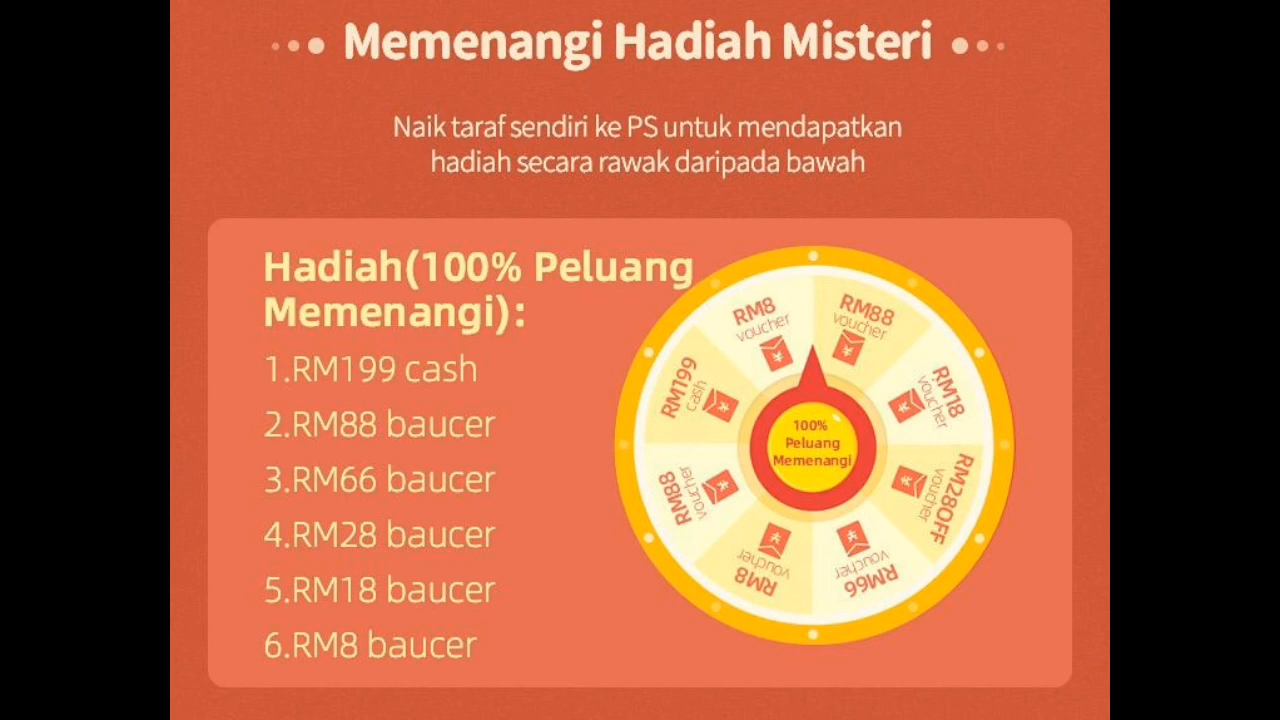 Memenangi Hadiah Misteri
Naik taraf sendiri ke PS untuk mendapatkan
hadiah secara rawak daripada bawah
Hadiah(100% Peluang
Memenangi):
1.RM199 cash
2.RM88 baucer
3.RM66 baucer
4.RM28 baucer
5.RM18 baucer
6.RM8 baucer
RM8
voucher
RM88
voucher
RM18
voucher
RM28OFF
voucher
RM66
voucher
RM8
voucher
RM88
voucher
RM199
cash
100%
Peluang
Memenangi